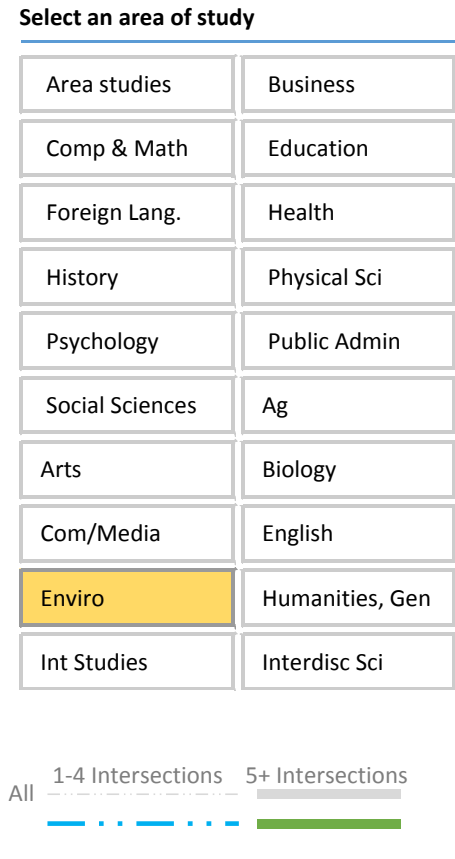 Select an area of study
Area studies Business
Comp & Math Education
Foreign Lang. Health
History Physical Sci
Psychology Public Admin
Social Sciences Ag
Arts Biology
Com/Media English
Enviro Humanities, Gen
Int Studies Interdisc Sci
1-4 Intersections 5+ Intersections
All